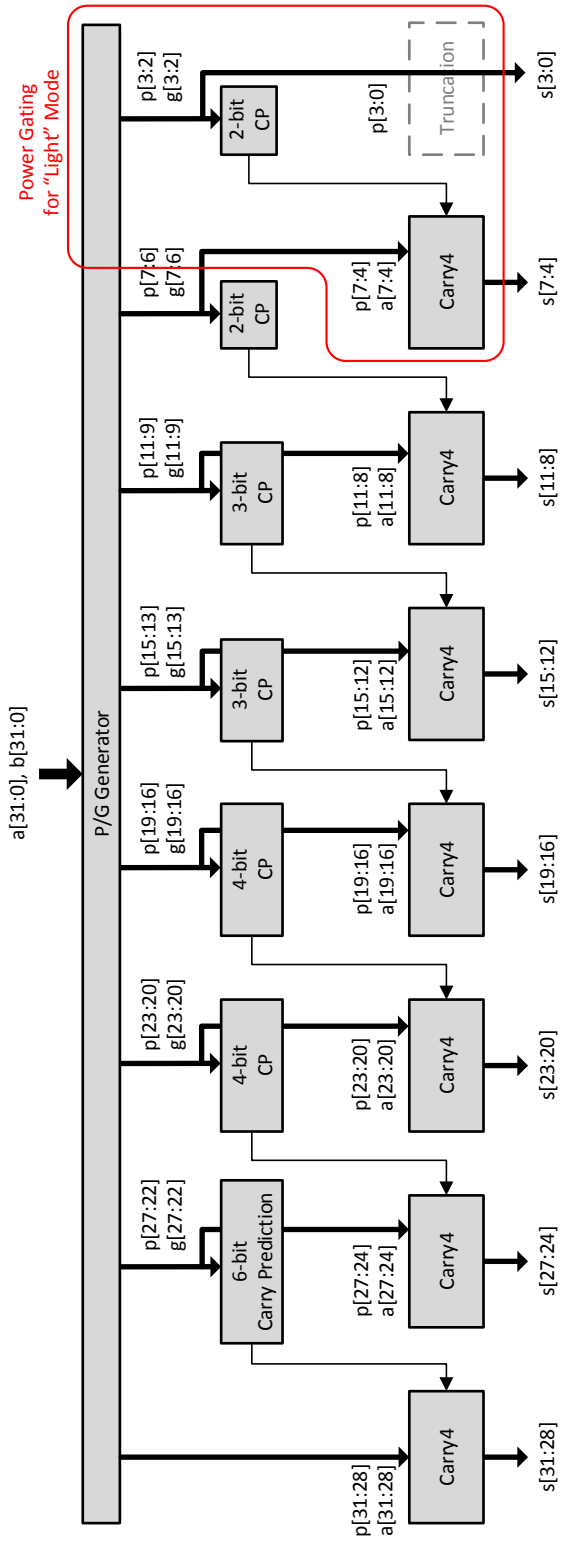 a[31:0], b[31:0]
Power Gating
for "Light" Mode
P/G Generator
p[27:22]
g[27:22]
p[23:20]
g[23:20]
p[19:16]
g[19:16]
p[15:13]
g[15:13]
p[11:9]
g[11:9]
p[7:6]
g[7:6]
p[3:2]
g[3:2]
6-bit
Carry Prediction
4-bit
CP
4-bit
CP
3-bit
CP
3-bit
CP
2-bit
CP
2-bit
CP
p[31:28]
a[31:28]
p[27:24]
a[27:24]
p[23:20]
a[23:20]
p[19:16]
a[19:16]
p[15:12]
a[15:12]
p[11:8]
a[11:8]
p[7:4]
a[7:4]
p[3:0]
Carry4
Carry4
Carry4
Carry4
Carry4
Carry4
Carry4
Truncation
s[31:28]
s[27:24]
s[23:20]
s[19:16]
s[15:12]
s[11:8]
s[7:4]
s[3:0]